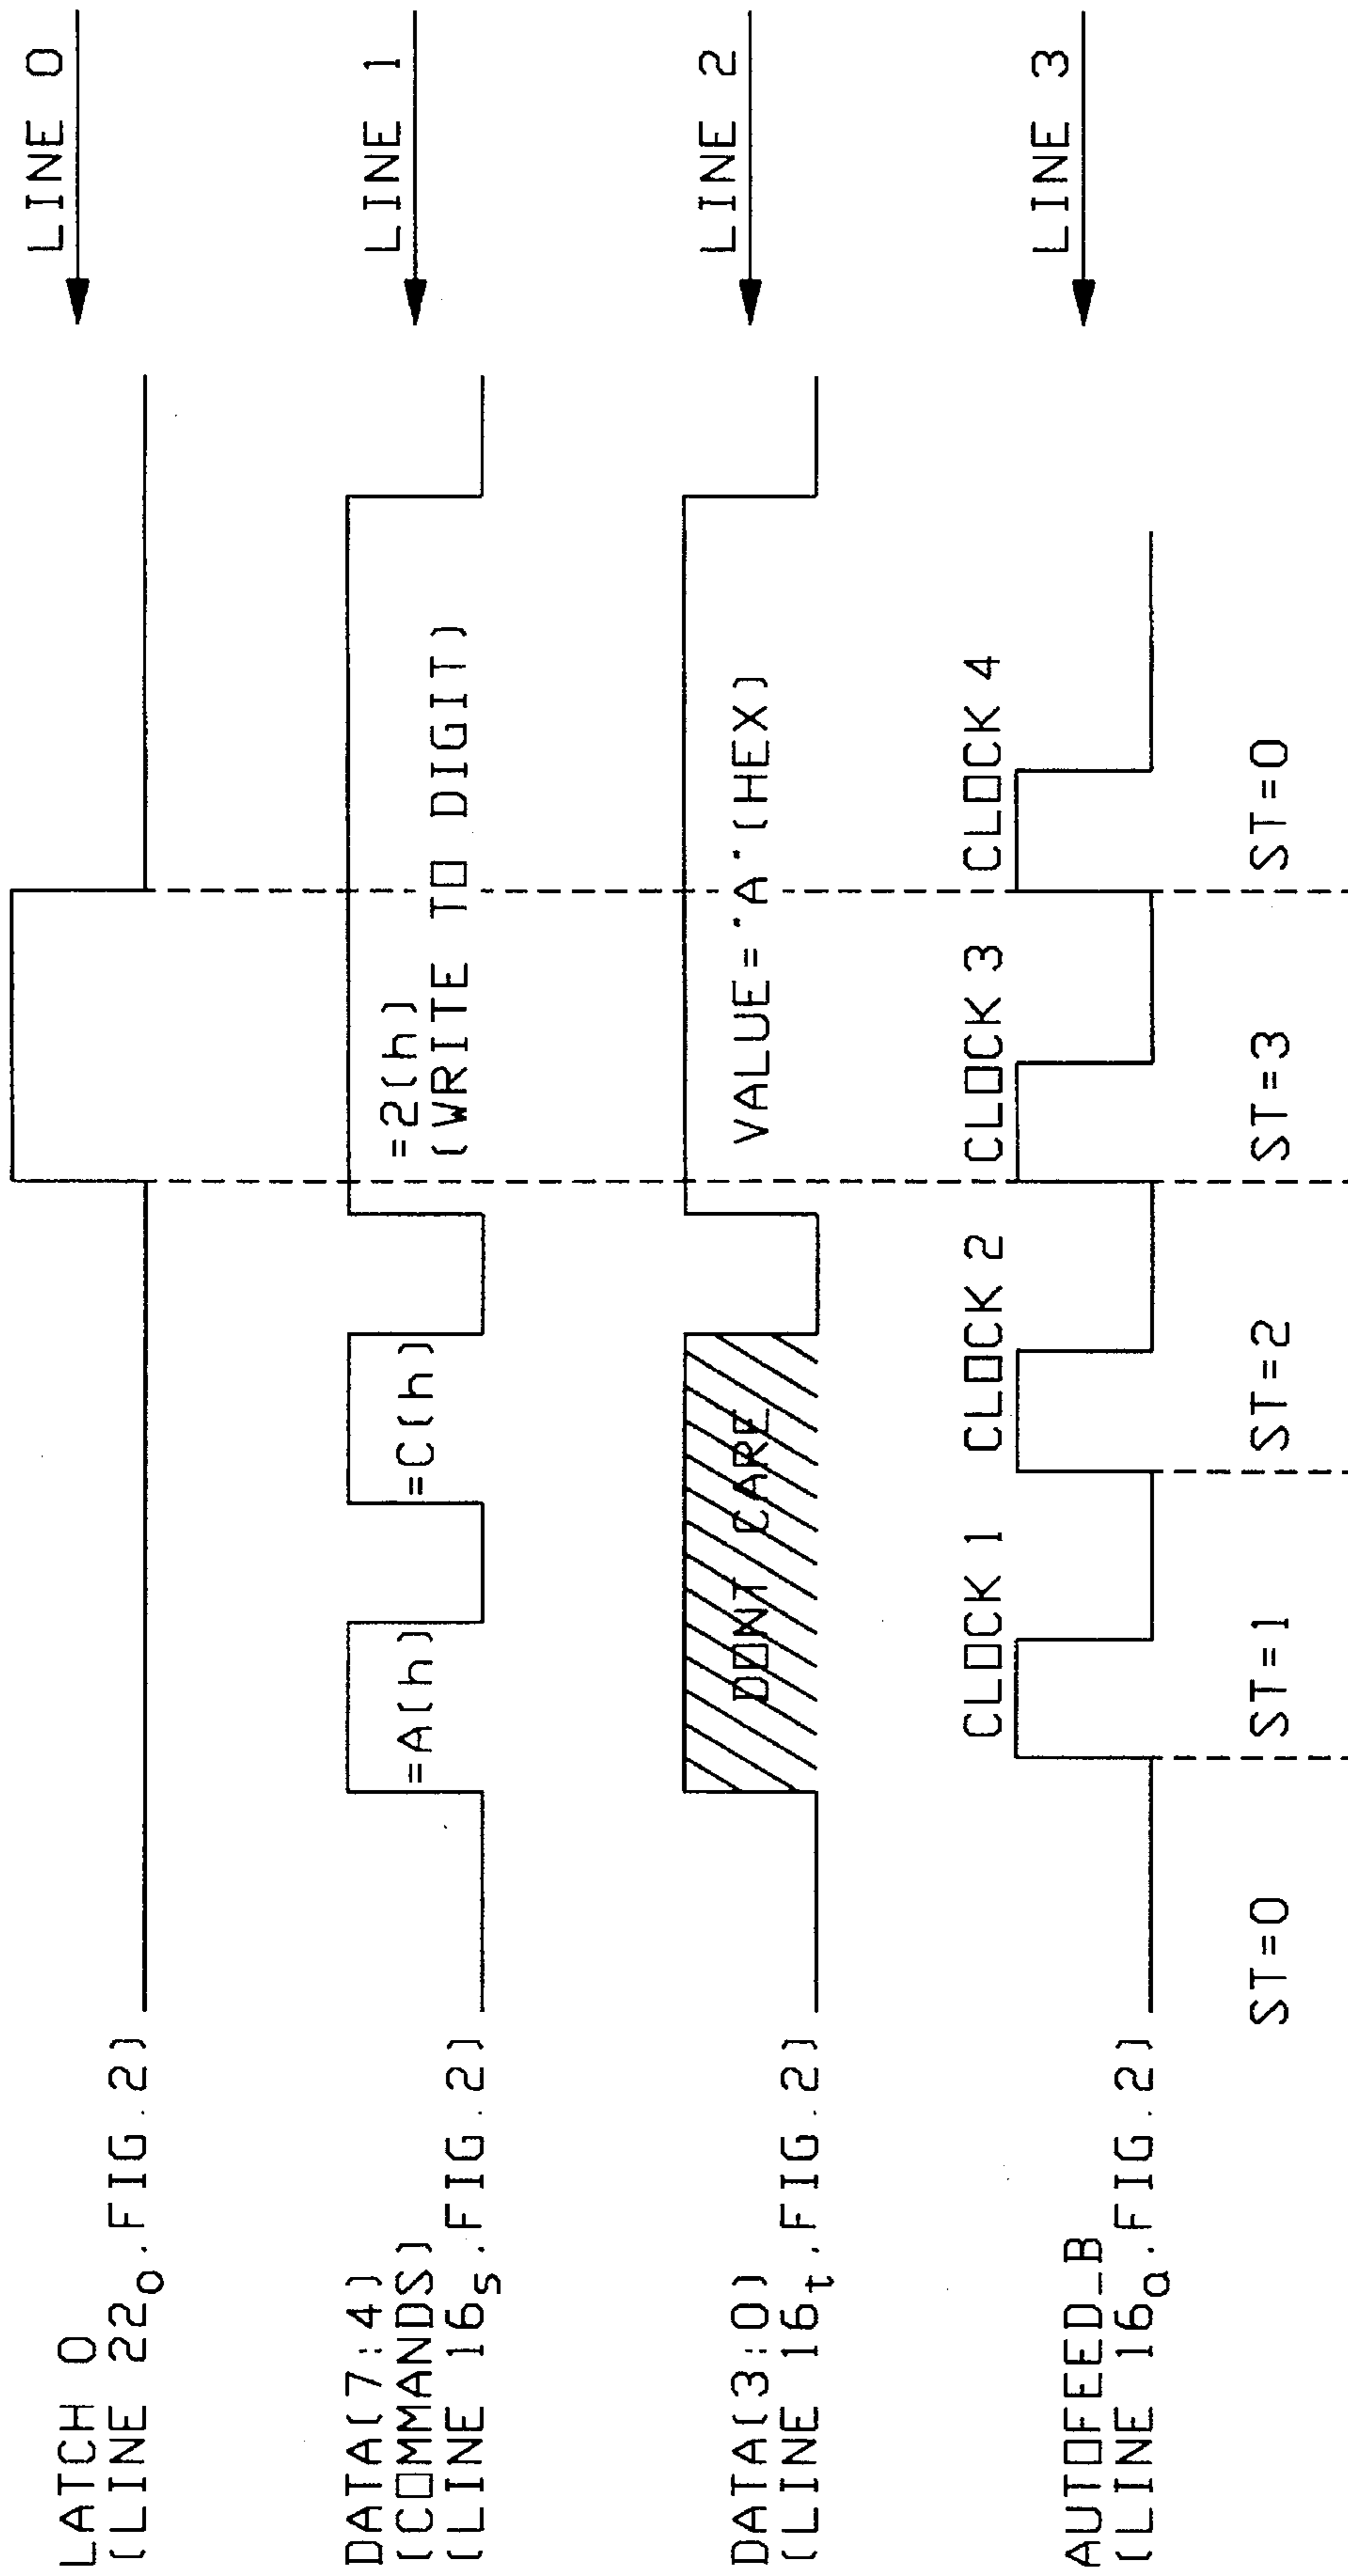 LATCH 0
(LINE 22o, FIG. 2)
LINE 0
DATA(7:4)
(COMMANDS)
(LINE 16s, FIG. 2)
=A(h)
=C(h)
=2(h)
(WRITE TO DIGIT)
LINE 1
DATA(3:0)
(LINE 16t, FIG. 2)
DONT CARE
VALUE="A"(HEX)
LINE 2
AUTOFEED_B
(LINE 16a, FIG. 2)
CLOCK 1
CLOCK 2
CLOCK 3
CLOCK 4
LINE 3
ST=0
ST=1
ST=2
ST=3
ST=0